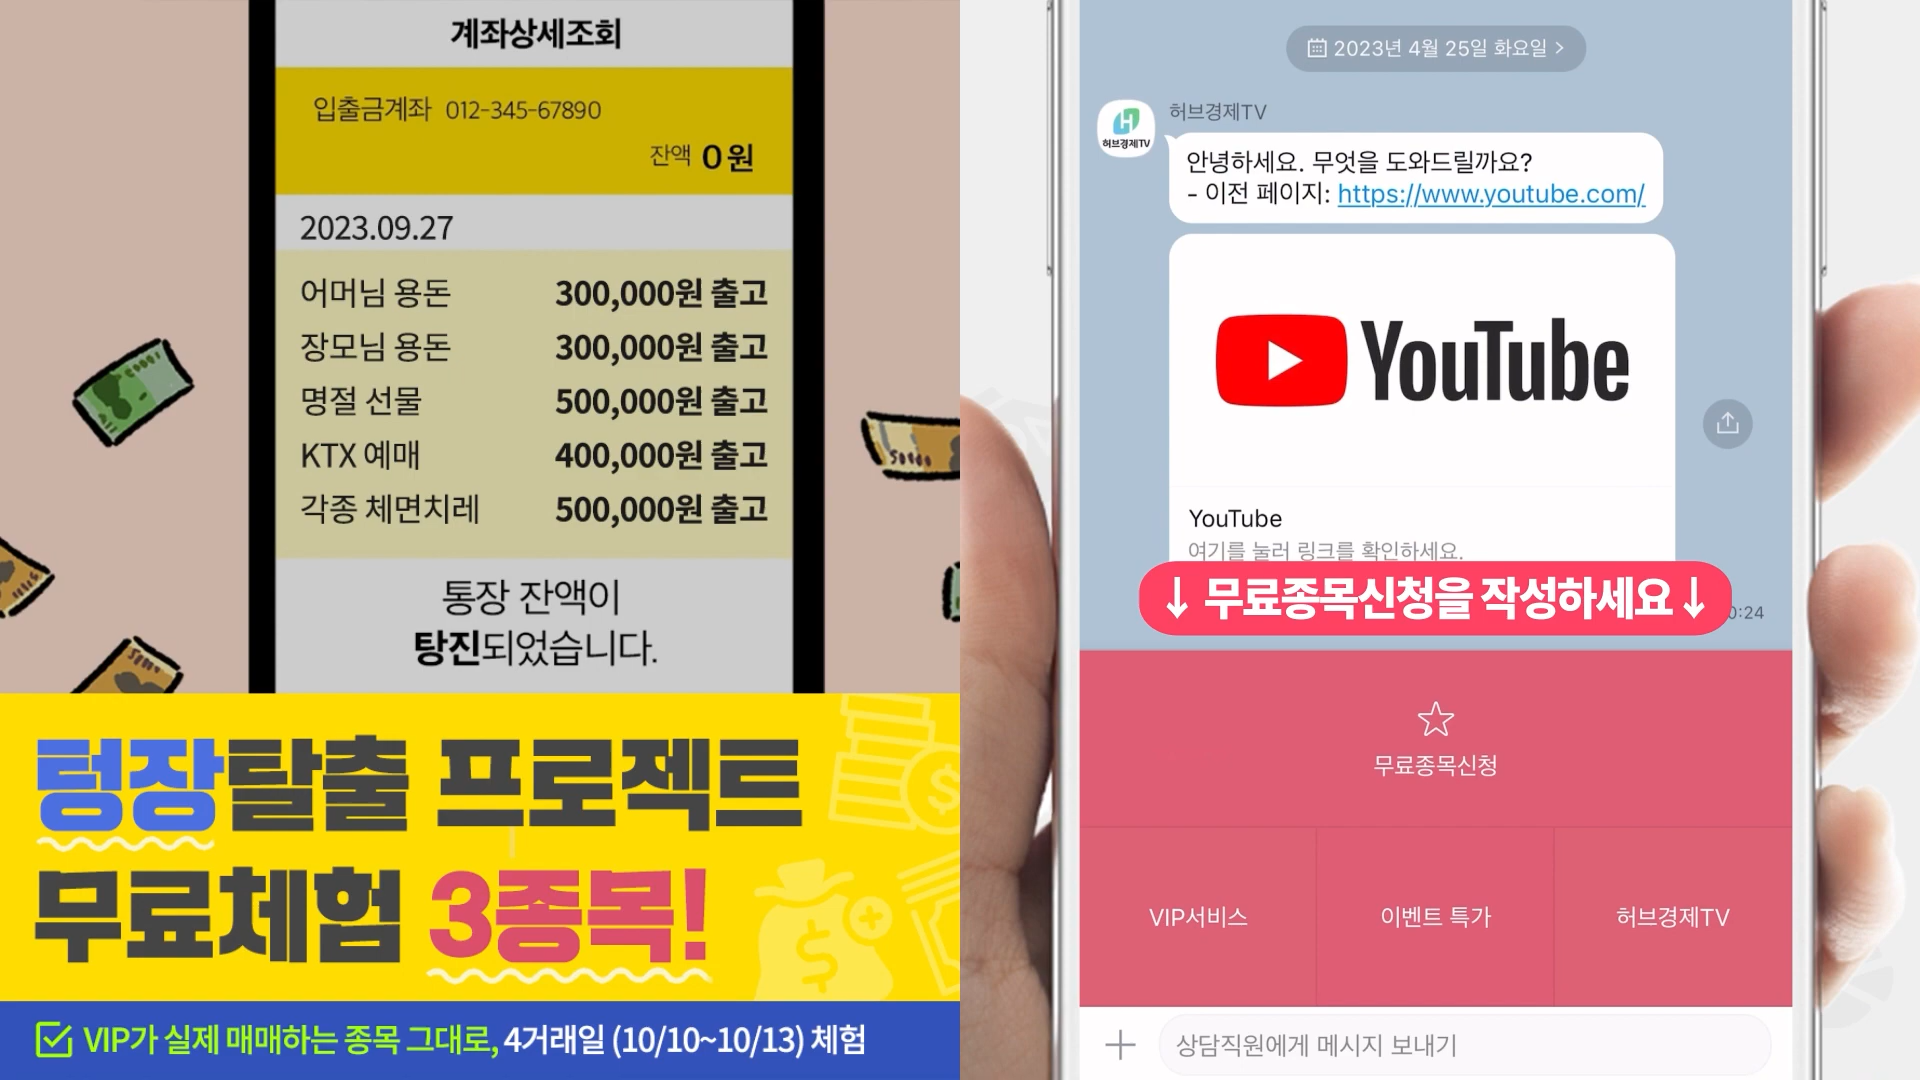 계좌상세조회
입출금계좌 012-345-67890
잔액 0원
2023.09.27
어머님 용돈 300,000원 출고
장모님 용돈 300,000원 출고
명절 선물 500,000원 출고
KTX 예매 400,000원 출고
각종 체면치레 500,000원 출고
통장 잔액이
탕진되었습니다.
텅장탈출 프로젝트
무료체험 3종목!
VIP가 실제 매매하는 종목 그대로, 4거래일 (10/10~10/13) 체험
2023년 4월 25일 화요일 >
허브경제TV
허브경제TV
안녕하세요. 무엇을 도와드릴까요?
- 이전 페이지: https://www.youtube.com/
YouTube
YouTube
여기를 눌러 링크를 확인하세요.
↓ 무료종목신청을 작성하세요 ↓
0:24
무료종목신청
VIP서비스
이벤트 특가
허브경제TV
상담직원에게 메시지 보내기